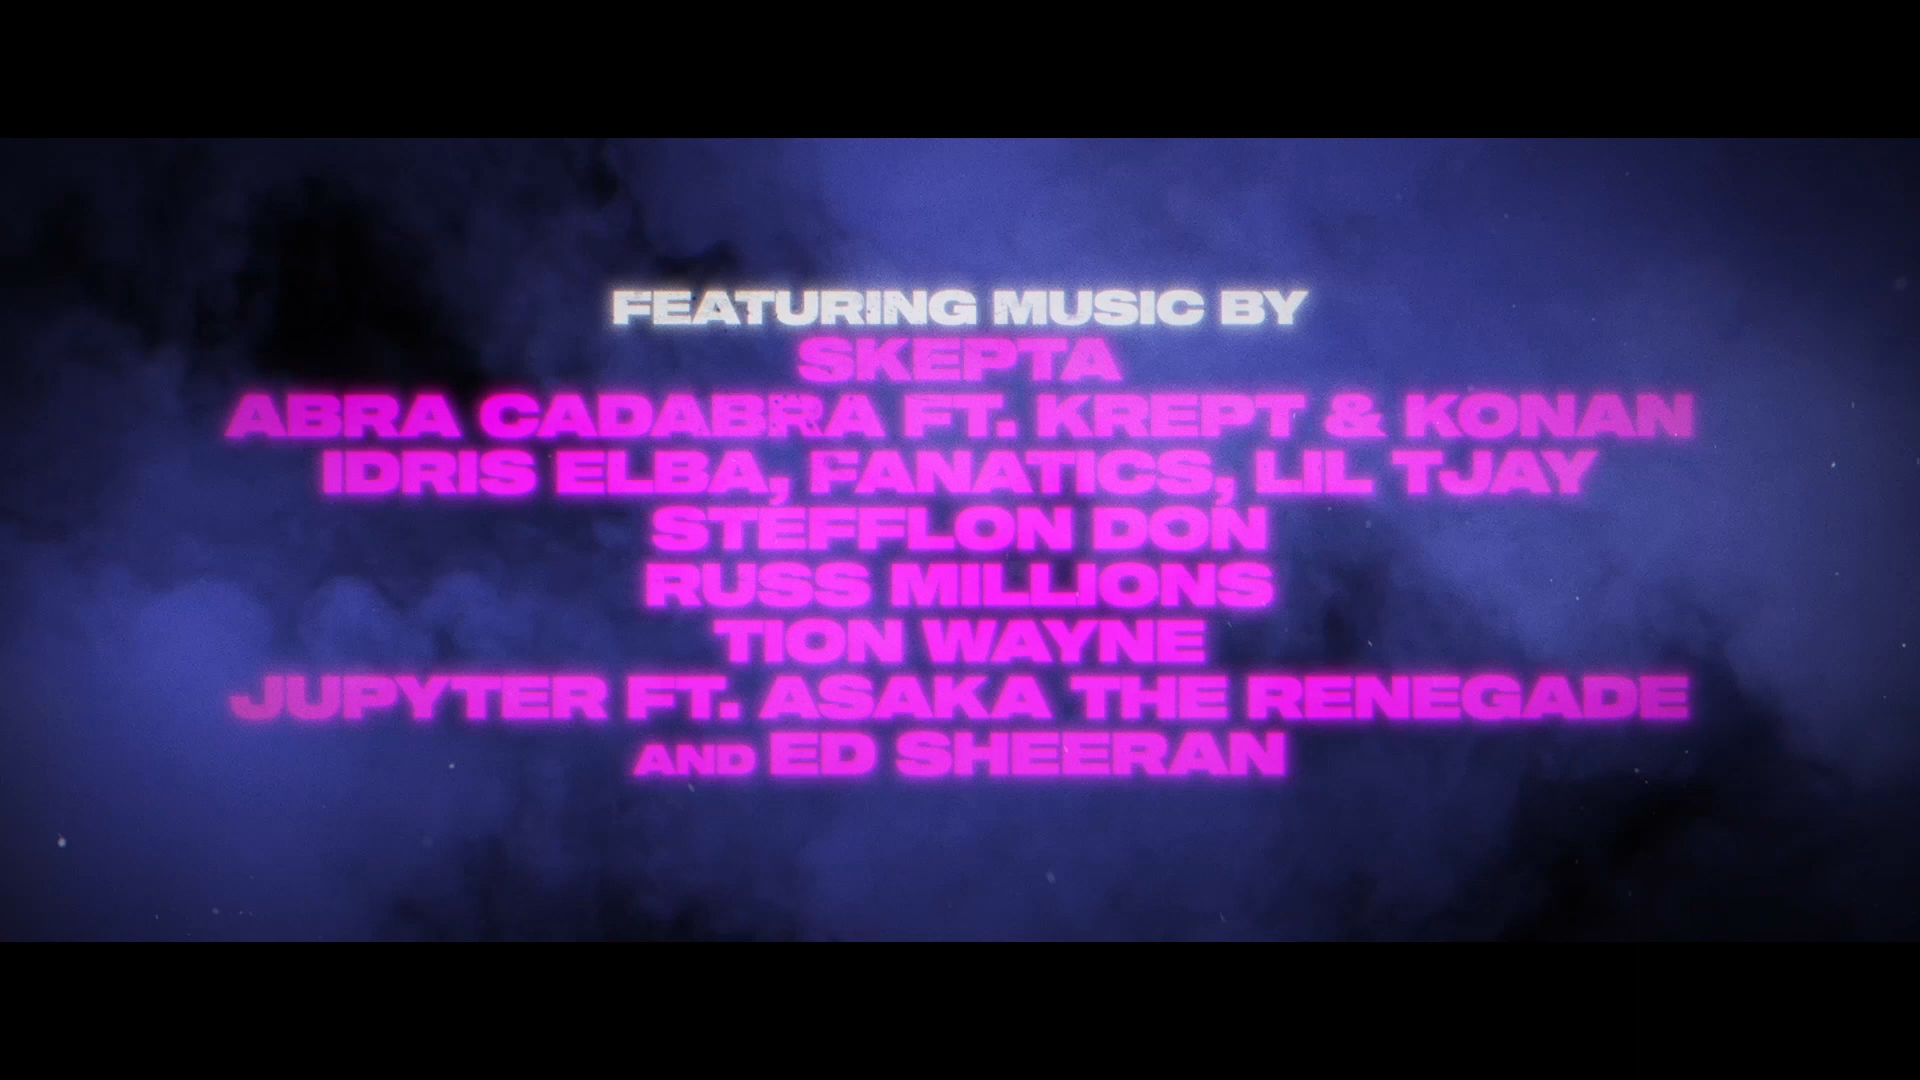 FEATURING MUSIC BY
SKEPTA
ABRA CADABRA FT. KREPT & KONAN
IDRIS ELBA, FANATICS, LIL TJAY
STEFFLON DON
RUSS MILLIONS
TION WAYNE
JUPYTER FT. ASAKA THE RENEGADE
AND ED SHEERAN